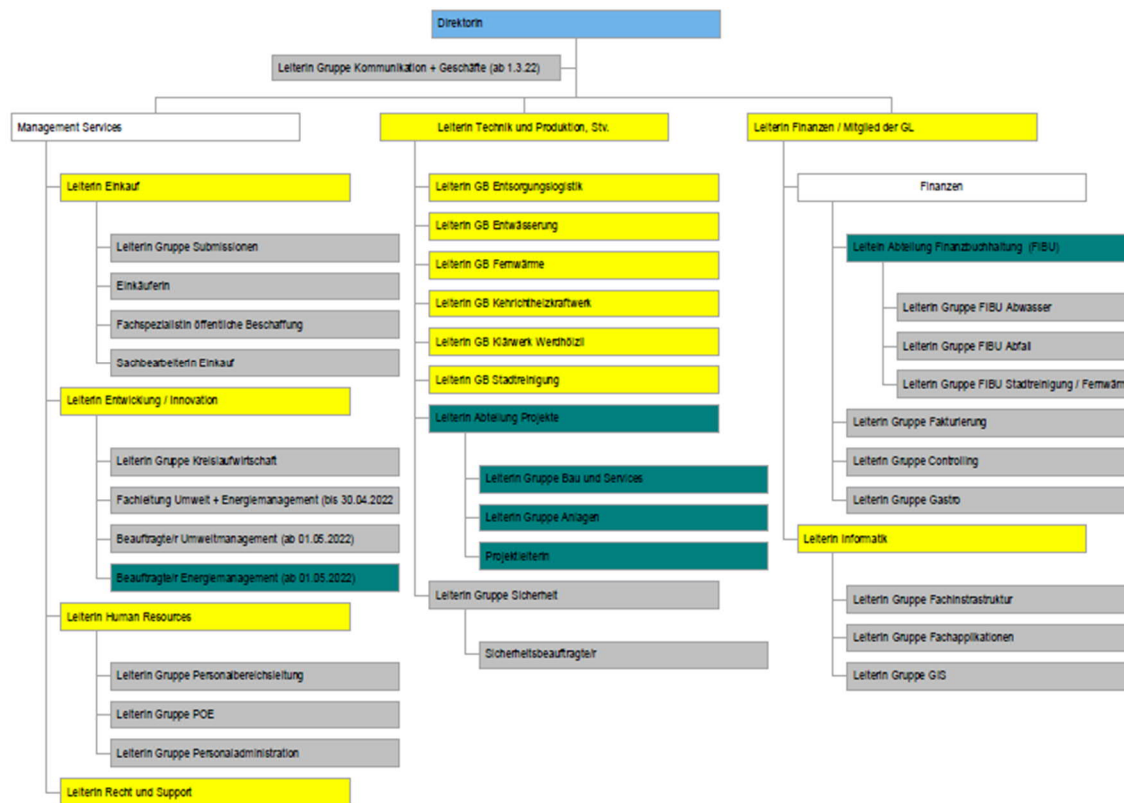 Direktorin
Leiterin Gruppe Kommunikation + Geschäfte (ab 1.3.22)
Management Services
Leiterin Einkauf
Leiterin Gruppe Submissionen
Einkäuferin
Fachspezialistin öffentliche Beschaffung
Sachbearbeiterin Einkauf
Leiterin Entwicklung / Innovation
Leiterin Gruppe Kreislaufwirtschaft
Fachleitung Umwelt + Energiemanagement (bis 30.04.2022
Beauftragte/r Umweltmanagement (ab 01.05.2022)
Beauftragte/r Energiemanagement (ab 01.05.2022)
Leiterin Human Resources
Leiterin Gruppe Personalbereichsleitung
Leiterin Gruppe POE
Leiterin Gruppe Personaladministration
Leiterin Recht und Support
Leiterin Technik und Produktion, Stv.
Leiterin GB Entsorgungslogistik
Leiterin GB Entwässerung
Leiterin GB Fernwärme
Leiterin GB Kehrichtheizkraftwerk
Leiterin GB Klärwerk Werdhölzli
Leiterin GB Stadtreinigung
Leiterin Abteilung Projekte
Leiterin Gruppe Bau und Services
Leiterin Gruppe Anlagen
Projektleiterin
Leiterin Gruppe Sicherheit
Sicherheitsbeauftragte/r
Leiterin Finanzen / Mitglied der GL
Finanzen
Leitein Abteilung Finanzbuchhaltung (FIBU)
Leiterin Gruppe FIBU Abwasser
Leiterin Gruppe FIBU Abfall
Leiterin Gruppe FIBU Stadtreinigung / Fernwärm
Leiterin Gruppe Fakturierung
Leiterin Gruppe Controlling
Leiterin Gruppe Gastro
Leiterin Informatik
Leiterin Gruppe Fachinstrastruktur
Leiterin Gruppe Fachapplikationen
Leiterin Gruppe GIS